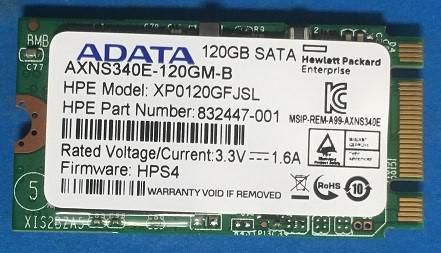 RMB
C77
ADATA 120GB SATA
Hewlett Packard
Enterprise
AXNS340E-120GM-B
HPE Model: XP0120GFJSL
HPE Part Number: 832447-001
MSIP-REM-A99-AXNS340E
Rated Voltage/Current: 3.3V 1.6A
Firmware: HPS4
RoHS
10
WARRANTY VOID IF REMOVED
5